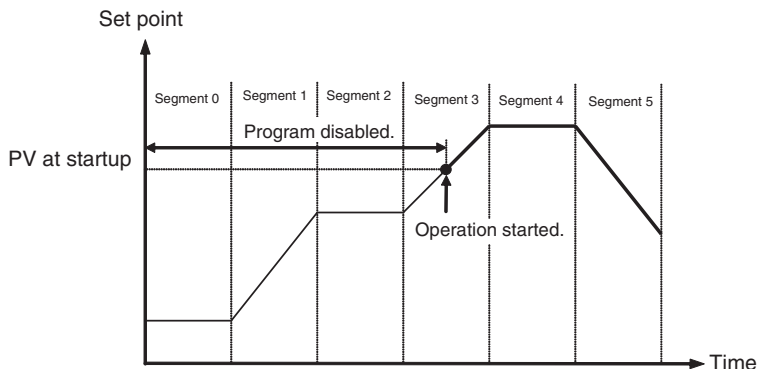 Set point
Segment 0
Segment 1
Segment 2
Segment 3
Segment 4
Segment 5
Program disabled.
PV at startup
Operation started.
Time